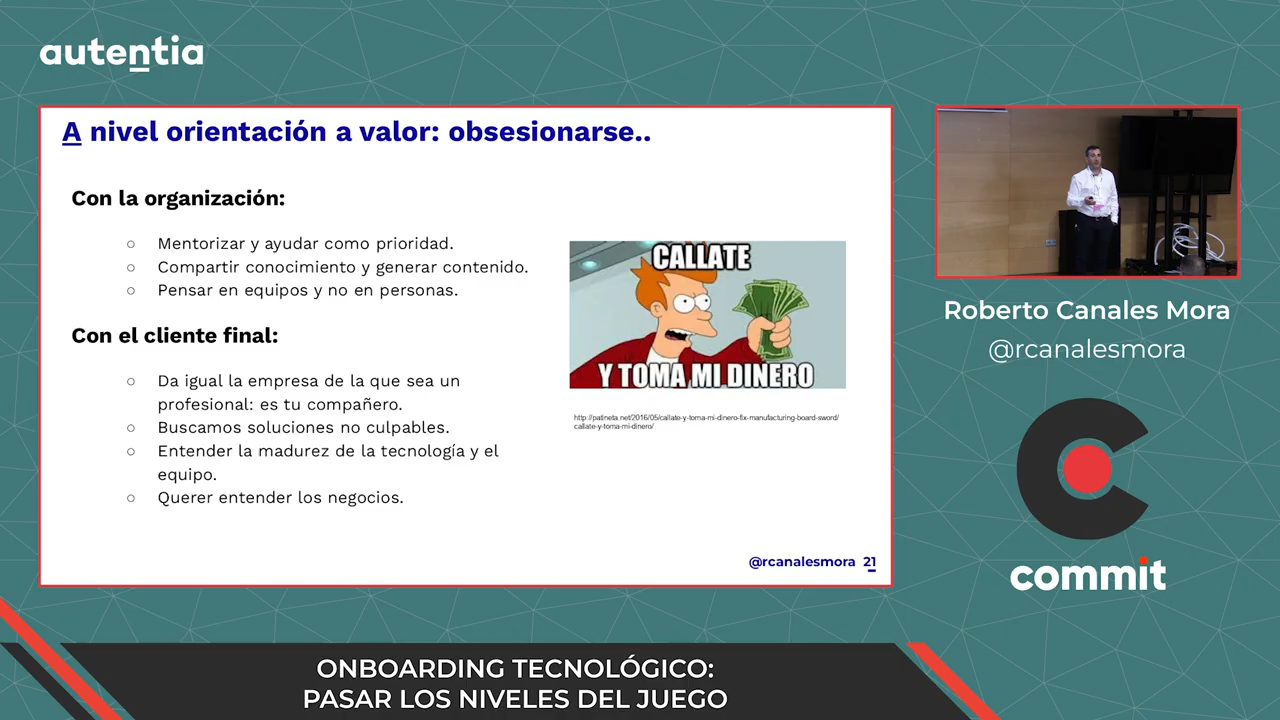 autentia
A nivel orientación a valor: obsesionarse..
Con la organización:
○ Mentorizar y ayudar como prioridad.
○ Compartir conocimiento y generar contenido.
○ Pensar en equipos y no en personas.
Con el cliente final:
○ Da igual la empresa de la que sea un
profesional: es tu compañero.
○ Buscamos soluciones no culpables.
○ Entender la madurez de la tecnología y el
equipo.
○ Querer entender los negocios.
CALLATE
Y TOMA MI DINERO
http://patineta.net/2016/05/callate-y-toma-mi-dinero-fix-manufacturing-board-sword/
callate-y-toma-mi-dinero/
@rcanalesmora 21
Roberto Canales Mora
@rcanalesmora
commit
ONBOARDING TECNOLÓGICO:
PASAR LOS NIVELES DEL JUEGO